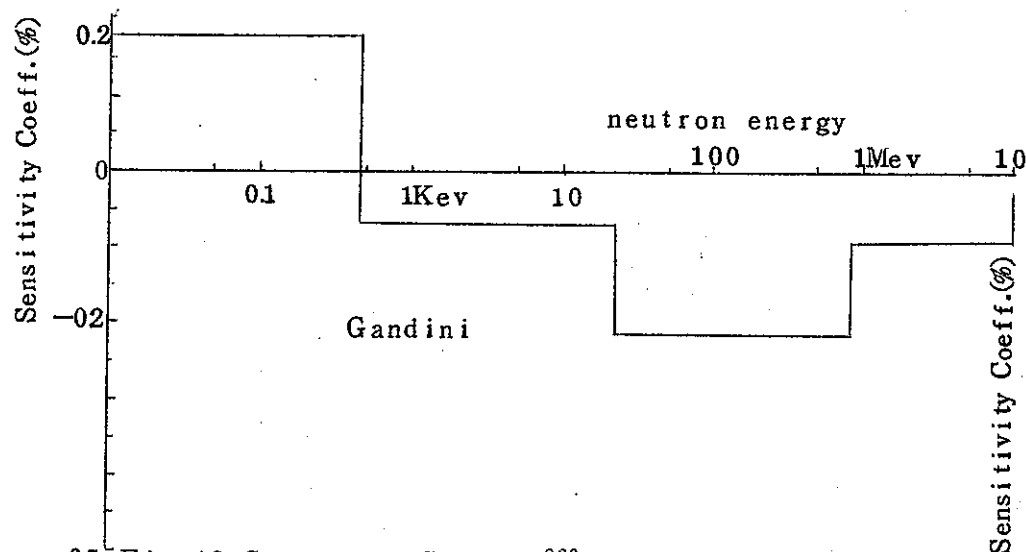 Sensitivity Coeff.(%)
0.2
0
-02
neutron energy
0.1
1Kev
10
100
1Mev
10
Gandini
Sensitivity Coeff.(%)